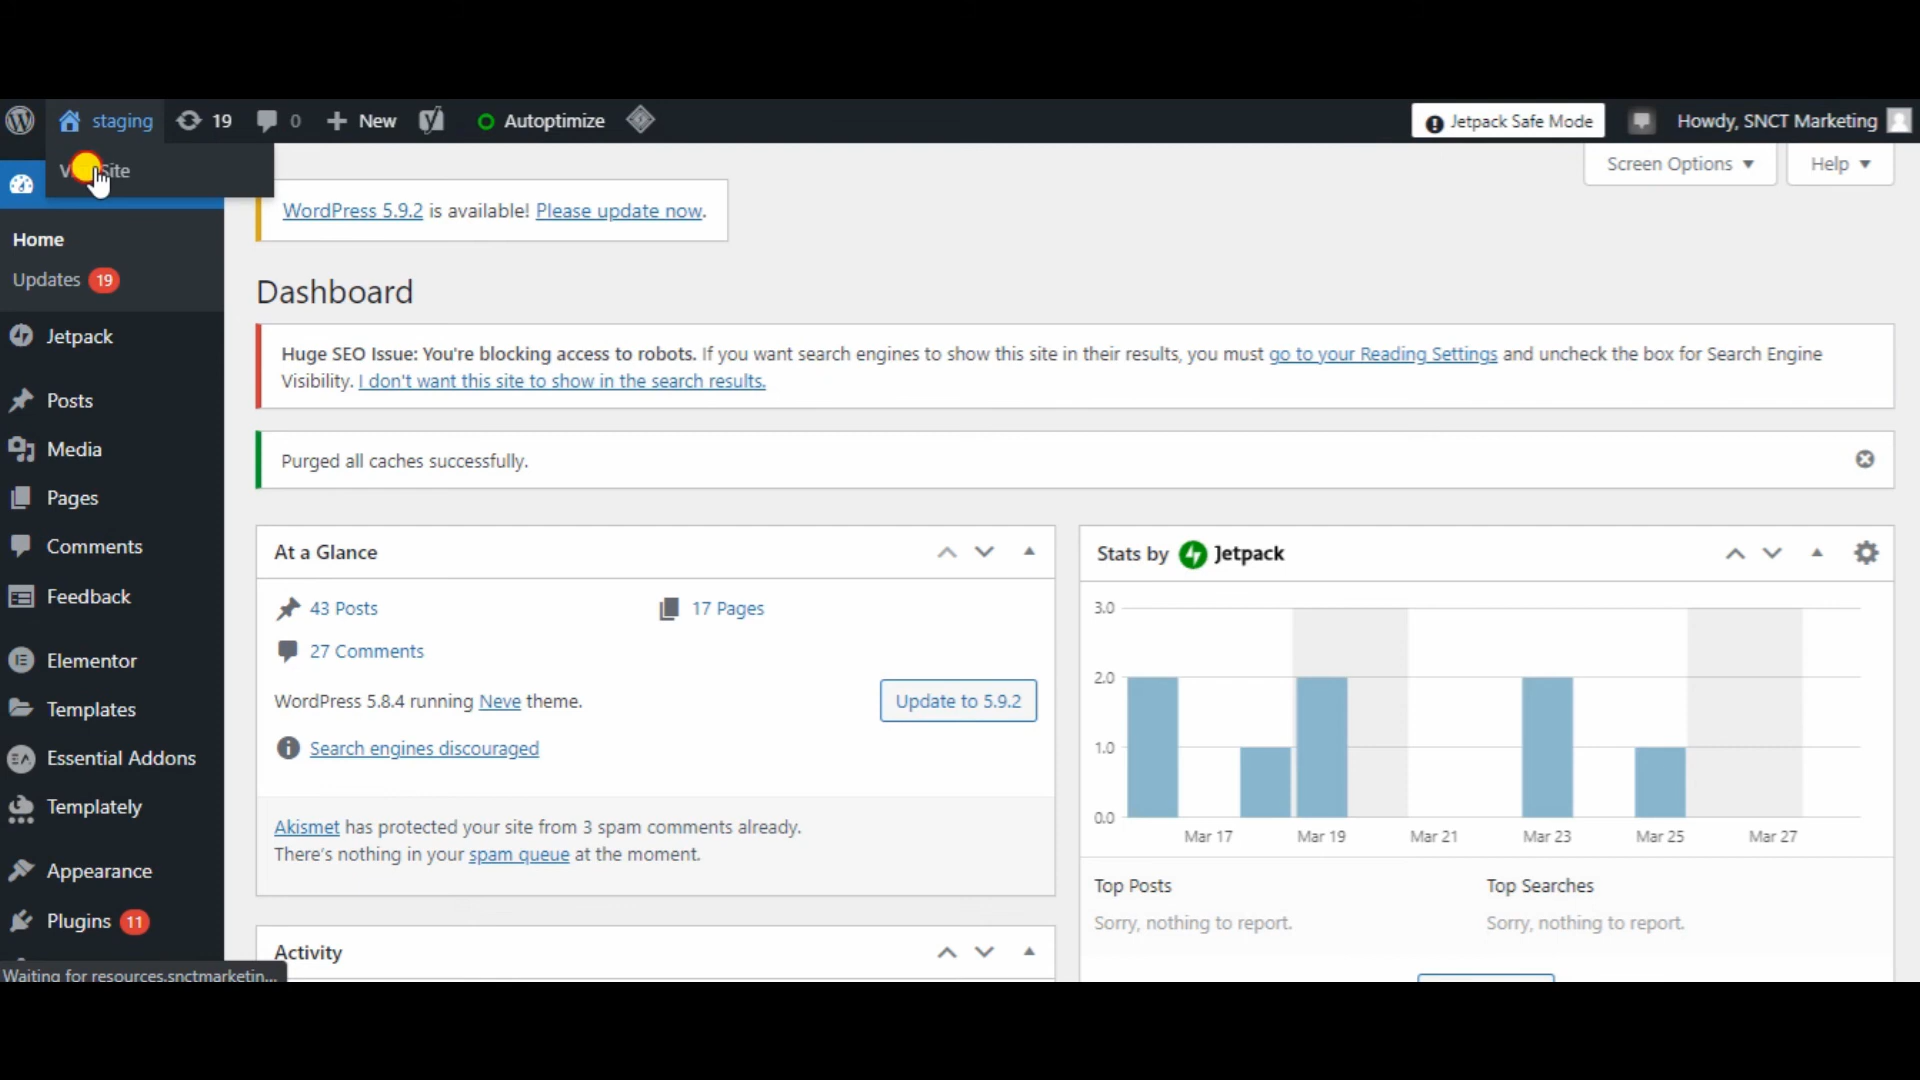 staging
19
0
New
Autoptimize
Jetpack Safe Mode
Howdy, SNCT Marketing
Site
Screen Options
Help
WordPress 5.9.2 is available! Please update now.
Home
Updates 19
Jetpack
Posts
Media
Pages
Comments
Feedback
Elementor
Templates
Essential Addons
Templately
Appearance
Plugins 11
Waiting for resources.snctmarketin...
Dashboard
Huge SEO Issue: You're blocking access to robots. If you want search engines to show this site in their results, you must go to your Reading Settings and uncheck the box for Search Engine
Visibility. I don't want this site to show in the search results.
Purged all caches successfully.
At a Glance
43 Posts
17 Pages
27 Comments
WordPress 5.8.4 running Neve theme.
Update to 5.9.2
Search engines discouraged
Akismet has protected your site from 3 spam comments already.
There's nothing in your spam queue at the moment.
Activity
Stats by Jetpack
3.0
2.0
1.0
0.0
Mar 17 Mar 19 Mar 21 Mar 23 Mar 25 Mar 27
Top Posts
Sorry, nothing to report.
Top Searches
Sorry, nothing to report.